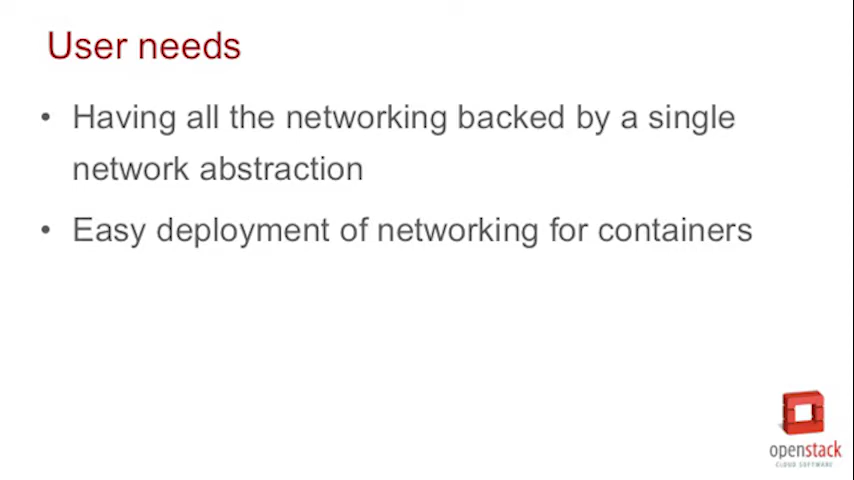 User needs
• Having all the networking backed by a single
network abstraction
• Easy deployment of networking for containers
openstack
CLOUD SOFTWARE